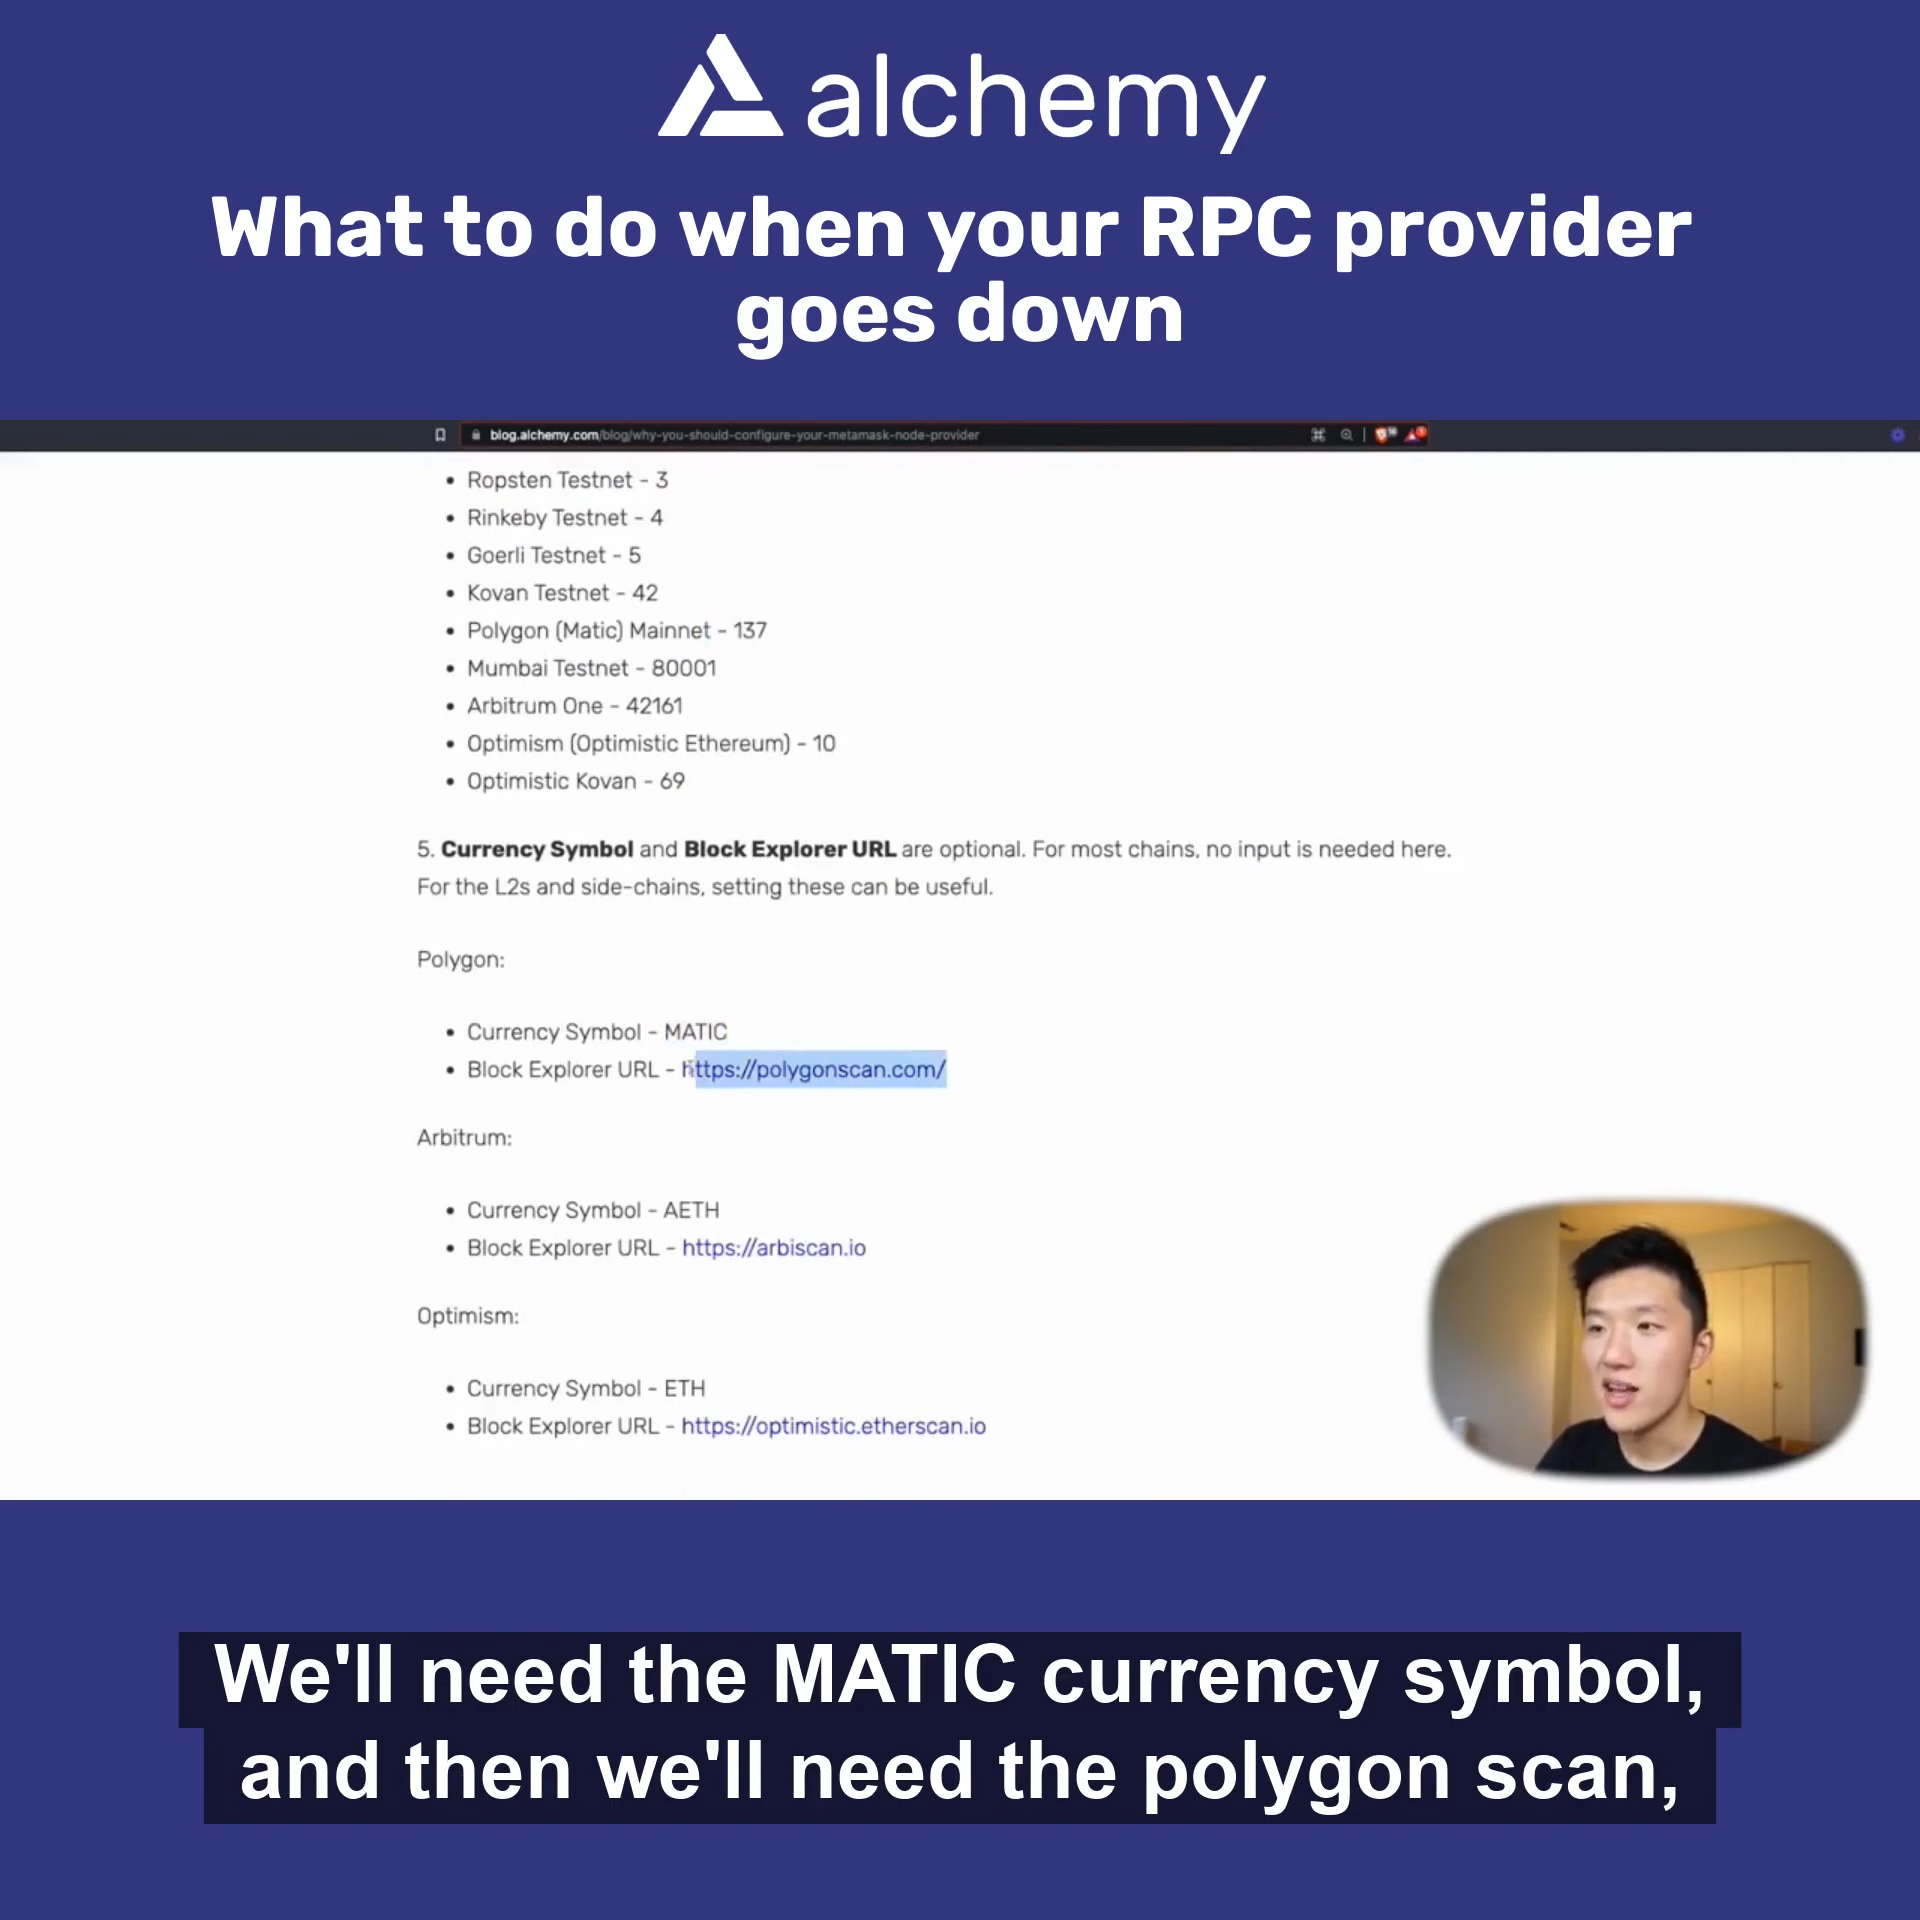 alchemy
What to do when your RPC provider
goes down
blog.alchemy.com/blog/why-you-should-configure-your-metamask-node-provider
• Ropsten Testnet - 3
• Rinkeby Testnet - 4
• Goerli Testnet - 5
• Kovan Testnet - 42
• Polygon (Matic) Mainnet - 137
• Mumbai Testnet - 80001
• Arbitrum One - 42161
• Optimism (Optimistic Ethereum) - 10
• Optimistic Kovan - 69
5. Currency Symbol and Block Explorer URL are optional. For most chains, no input is needed here.
For the L2s and side-chains, setting these can be useful.
Polygon:
• Currency Symbol - MATIC
• Block Explorer URL - https://polygonscan.com/
Arbitrum:
• Currency Symbol - AETH
• Block Explorer URL - https://arbiscan.io
Optimism:
• Currency Symbol - ETH
• Block Explorer URL - https://optimistic.etherscan.io
We'll need the MATIC currency symbol,
and then we'll need the polygon scan,